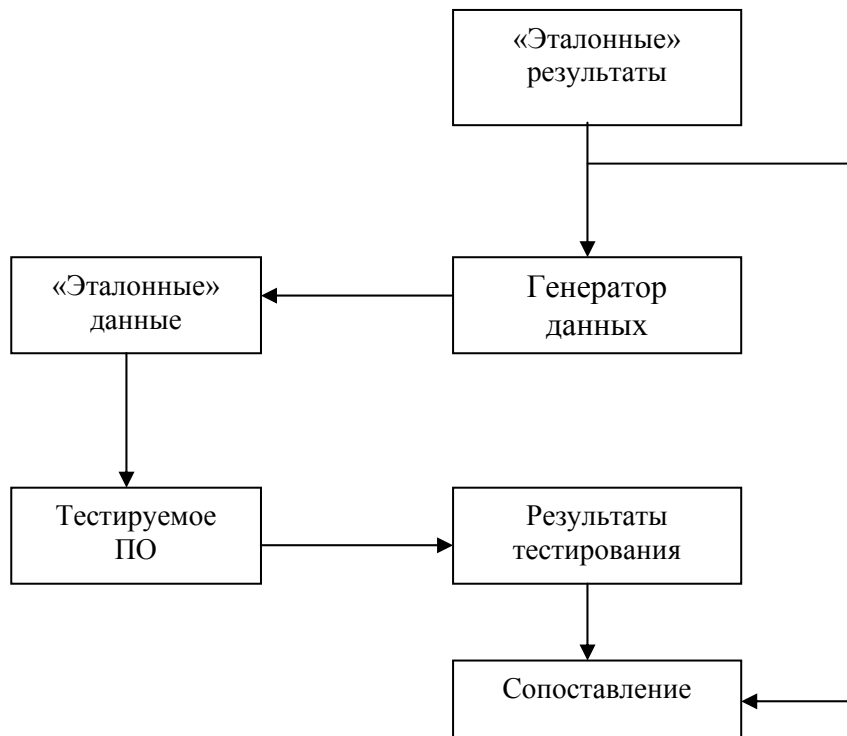 «Эталонные»
результаты
«Эталонные»
данные
Генератор
данных
Тестируемое
ПО
Результаты
тестирования
Сопоставление